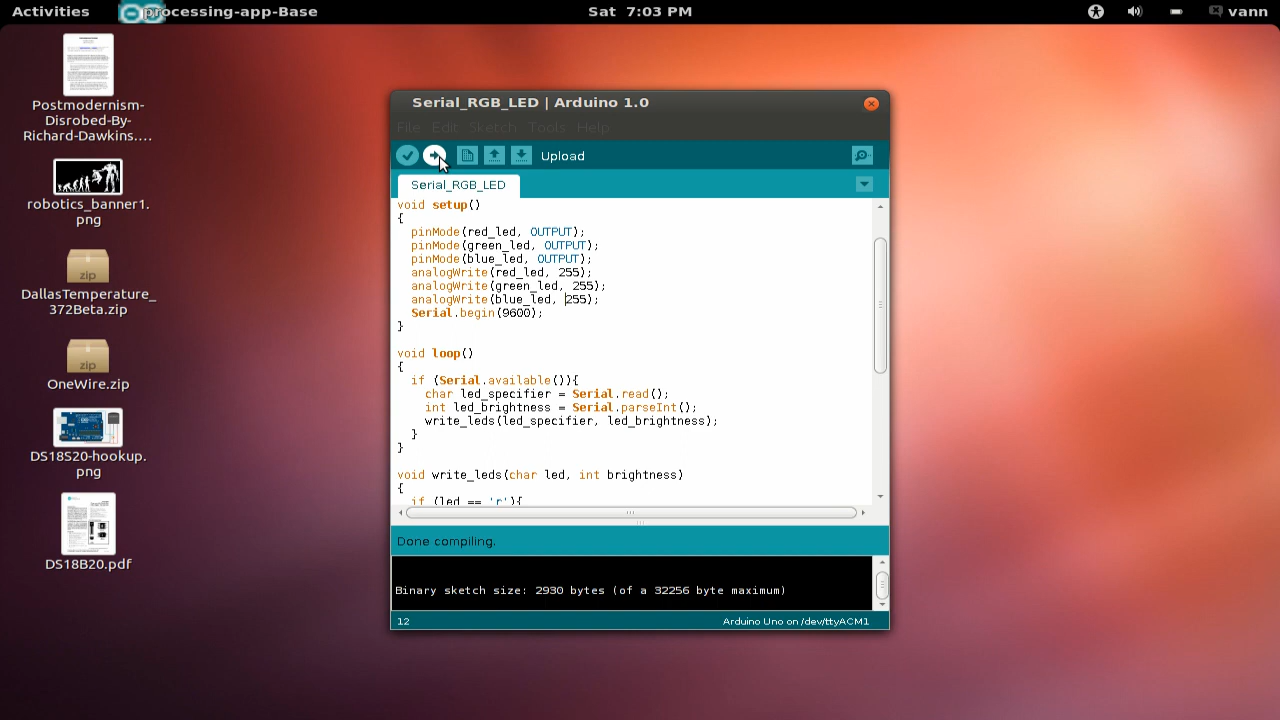 Activities
processing-app-Base
Sat 7:03 PM
vann
Postmodernism-
Disrobed-By-
Richard-Dawkins....
robotics_banner1.
png
zip
DallasTemperature_
372Beta.zip
zip
OneWire.zip
DS18S20-hookup.
png
DS18B20.pdf
Serial_RGB_LED | Arduino 1.0
File Edit Sketch Tools Help
Upload
Serial_RGB_LED
void setup()
{
pinMode(red_led, OUTPUT);
pinMode(green_led, OUTPUT);
pinMode(blue_led, OUTPUT);
analogWrite(red_led, 255);
analogWrite(green_led, 255);
analogWrite(blue_led, 255);
Serial.begin(9600);
}
void loop()
{
if (Serial.available()){
char led_specifier = Serial.read();
int led_brightness = Serial.parseInt();
write_leds(led_specifier, led_brightness);
}
}
void write_leds(char led, int brightness)
{
if (led == 'r'){
Done compiling.
Binary sketch size: 2930 bytes (of a 32256 byte maximum)
12
Arduino Uno on /dev/ttyACM1